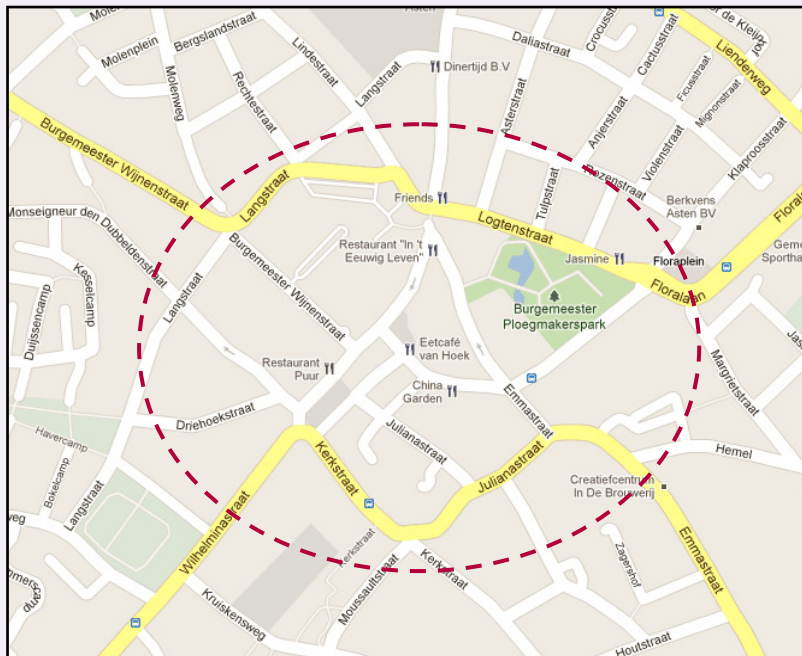 Asten
Molenplein
Bergslandstraat
Molenweg
Rechtestraat
Lindestraat
Langstraat
Dinertijd B.V
Daliastraat
Crocusstraat
Cactusstraat
Lienderweg
Ficusstraat
Mignonstraat
Asterstraat
Anjerstraat
Violenstraat
Klaproosstraat
Burgemeester Wijnenstraat
Langstraat
Friends
Logtenstraat
Tulpstraat
Rozenstraat
Berkvens
Asten BV
Monseigneur den Dubbeldenstraat
Kesselcamp
Duijssencamp
Langstraat
Burgemeester Wijnenstraat
Restaurant "In 't
Eeuwig Leven"
Jasmine
Floraplein
Floralaan
Burgemeester
Ploegmakerspark
Restaurant
Puur
Eetcafé
van Hoek
China
Garden
Emmastraat
Margrietstraat
Driehoekstraat
Havercamp
Bokelcamp
Langstraat
Kerkstraat
Julianastraat
Julianastraat
Hemel
Creatiefcentrum
In De Brouwerij
Wilhelminastraat
Kerkstraat
Moussaultstraat
Kerkstraat
Emmastraat
Zagershof
Kruiskensweg
Houtstraat